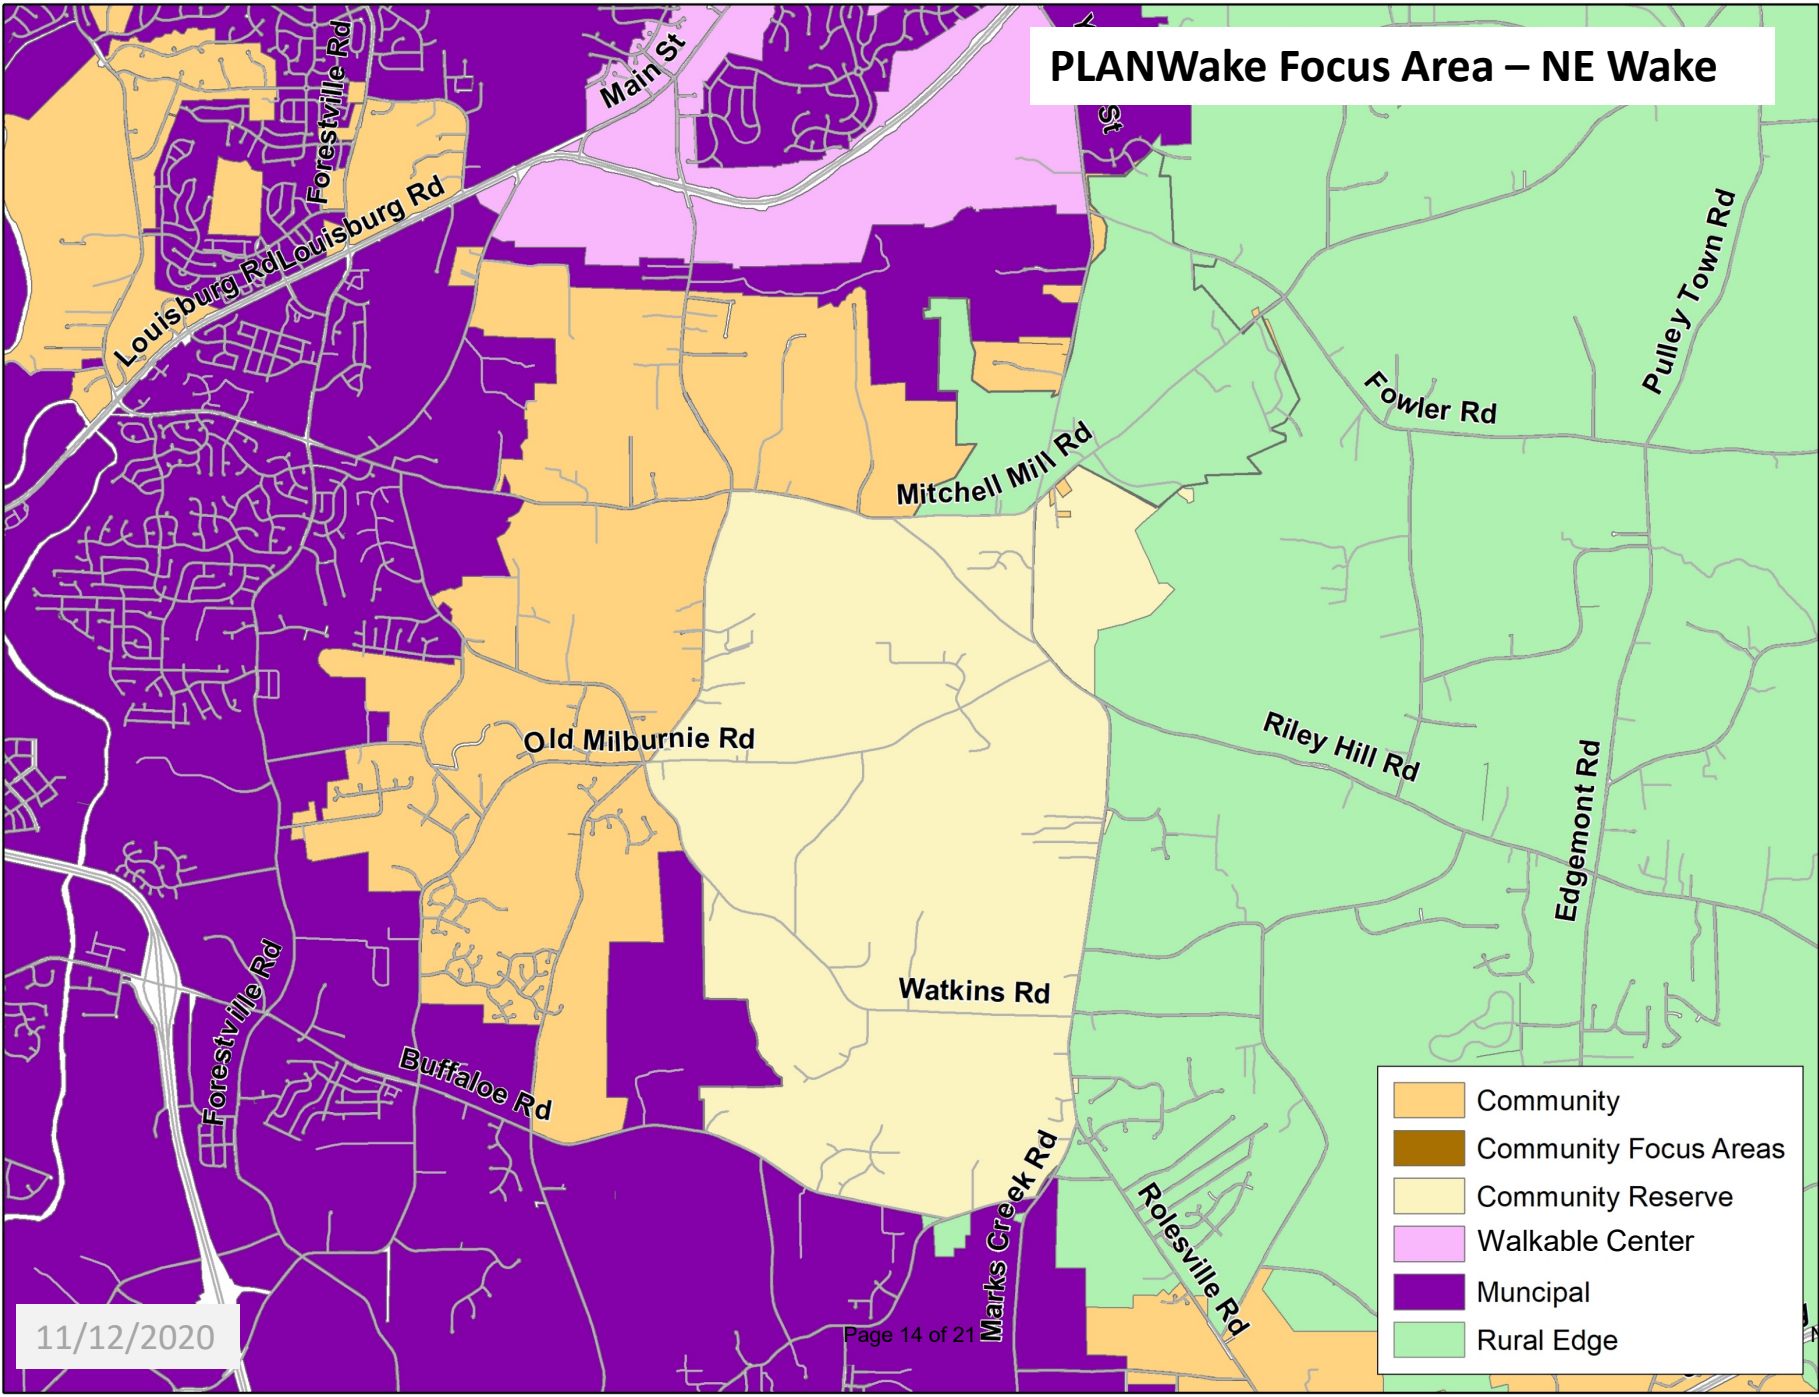 PLANWake Focus Area – NE Wake
Forestville Rd
Main St
St
Louisburg Rd
Louisburg Rd
Pulley Town Rd
Fowler Rd
Mitchell Mill Rd
Old Milburnie Rd
Riley Hill Rd
Edgemont Rd
Watkins Rd
Forestville Rd
Buffaloe Rd
Marks Creek Rd
Rolesville Rd
Community
Community Focus Areas
Community Reserve
Walkable Center
Muncipal
Rural Edge
11/12/2020
Page 14 of 21